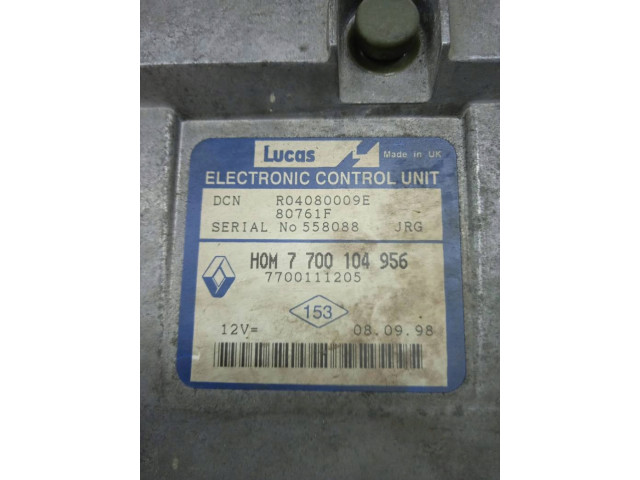 Lucas Made in UK
ELECTRONIC CONTROL UNIT
DCN R04080009E
80761F
SERIAL No 558088 JRG
HOM 7 700 104 956
7700111205
153
12V= 08.09.98